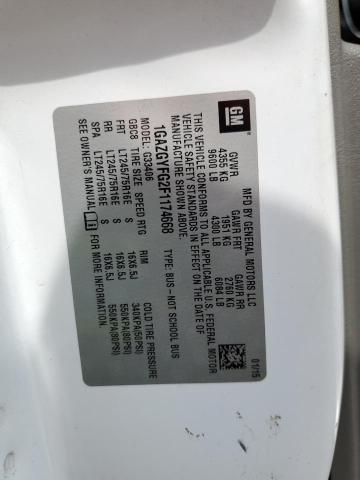 GM
MFD BY GENERAL MOTORS LLC 01/15
GVWR GAWR FRT GAWR RR
4355 KG 1951 KG 2760 KG
9600 LB 4300 LB 6084 LB
THIS VEHICLE CONFORMS TO ALL APPLICABLE U.S. FEDERAL MOTOR
VEHICLE SAFETY STANDARDS IN EFFECT ON THE DATE OF
MANUFACTURE SHOWN ABOVE.
1GAZGYFG2F1174668 TYPE: BUS–NOT SCHOOL BUS
MODEL: G33406
GBC8 TIRE SIZE SPEED RTG RIM COLD TIRE PRESSURE
FRT LT245/75R16E S 16X6.5J 340KPA(50PSI)
RR LT245/75R16E S 16X6.5J 550KPA(80PSI)
SPA LT245/75R16E S 16X6.5J 550KPA(80PSI)
SEE OWNER'S MANUAL